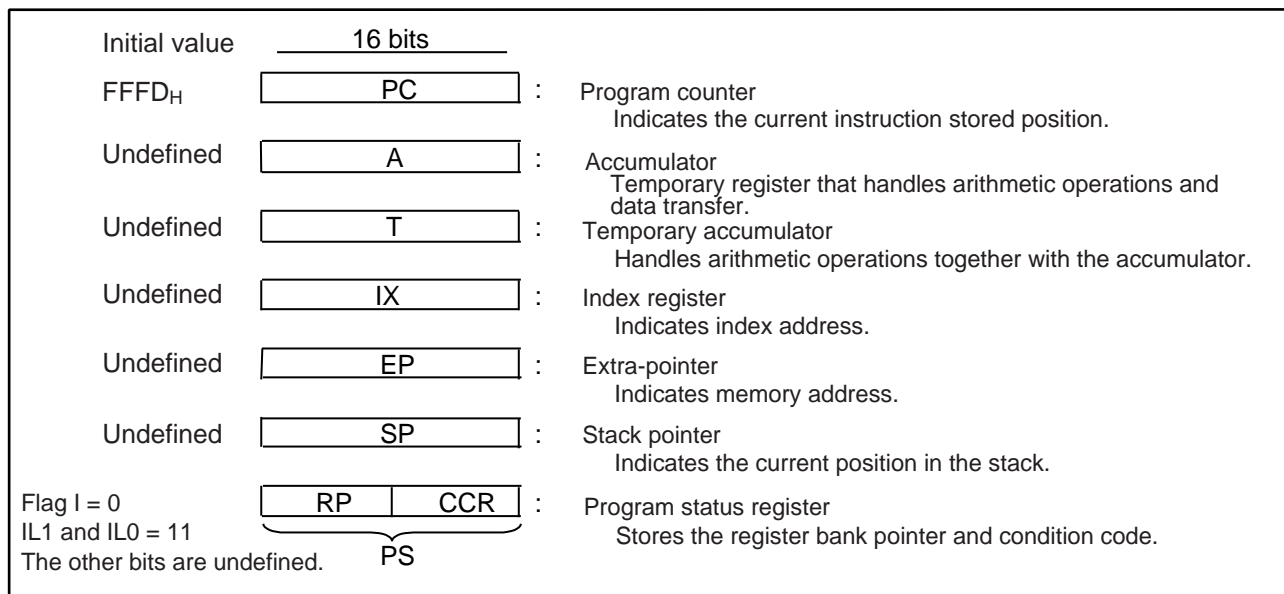 Initial value 16 bits
FFFDH PC : Program counter
Indicates the current instruction stored position.
Undefined A : Accumulator
Temporary register that handles arithmetic operations and
data transfer.
Undefined T : Temporary accumulator
Handles arithmetic operations together with the accumulator.
Undefined IX : Index register
Indicates index address.
Undefined EP : Extra-pointer
Indicates memory address.
Undefined SP : Stack pointer
Indicates the current position in the stack.
Flag I = 0 RP CCR : Program status register
IL1 and IL0 = 11 Stores the register bank pointer and condition code.
The other bits are undefined. PS